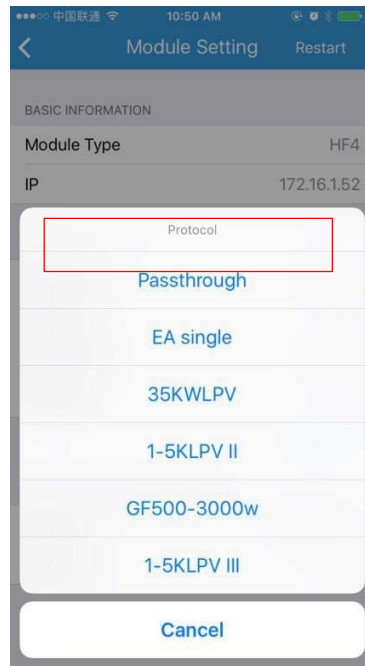 中国联通 10:50 AM
Module Setting Restart
BASIC INFORMATION
Module Type HF4
IP 172.16.1.52
Protocol
Passthrough
EA single
35KWLPV
1-5KLPV II
GF500-3000w
1-5KLPV III
Cancel